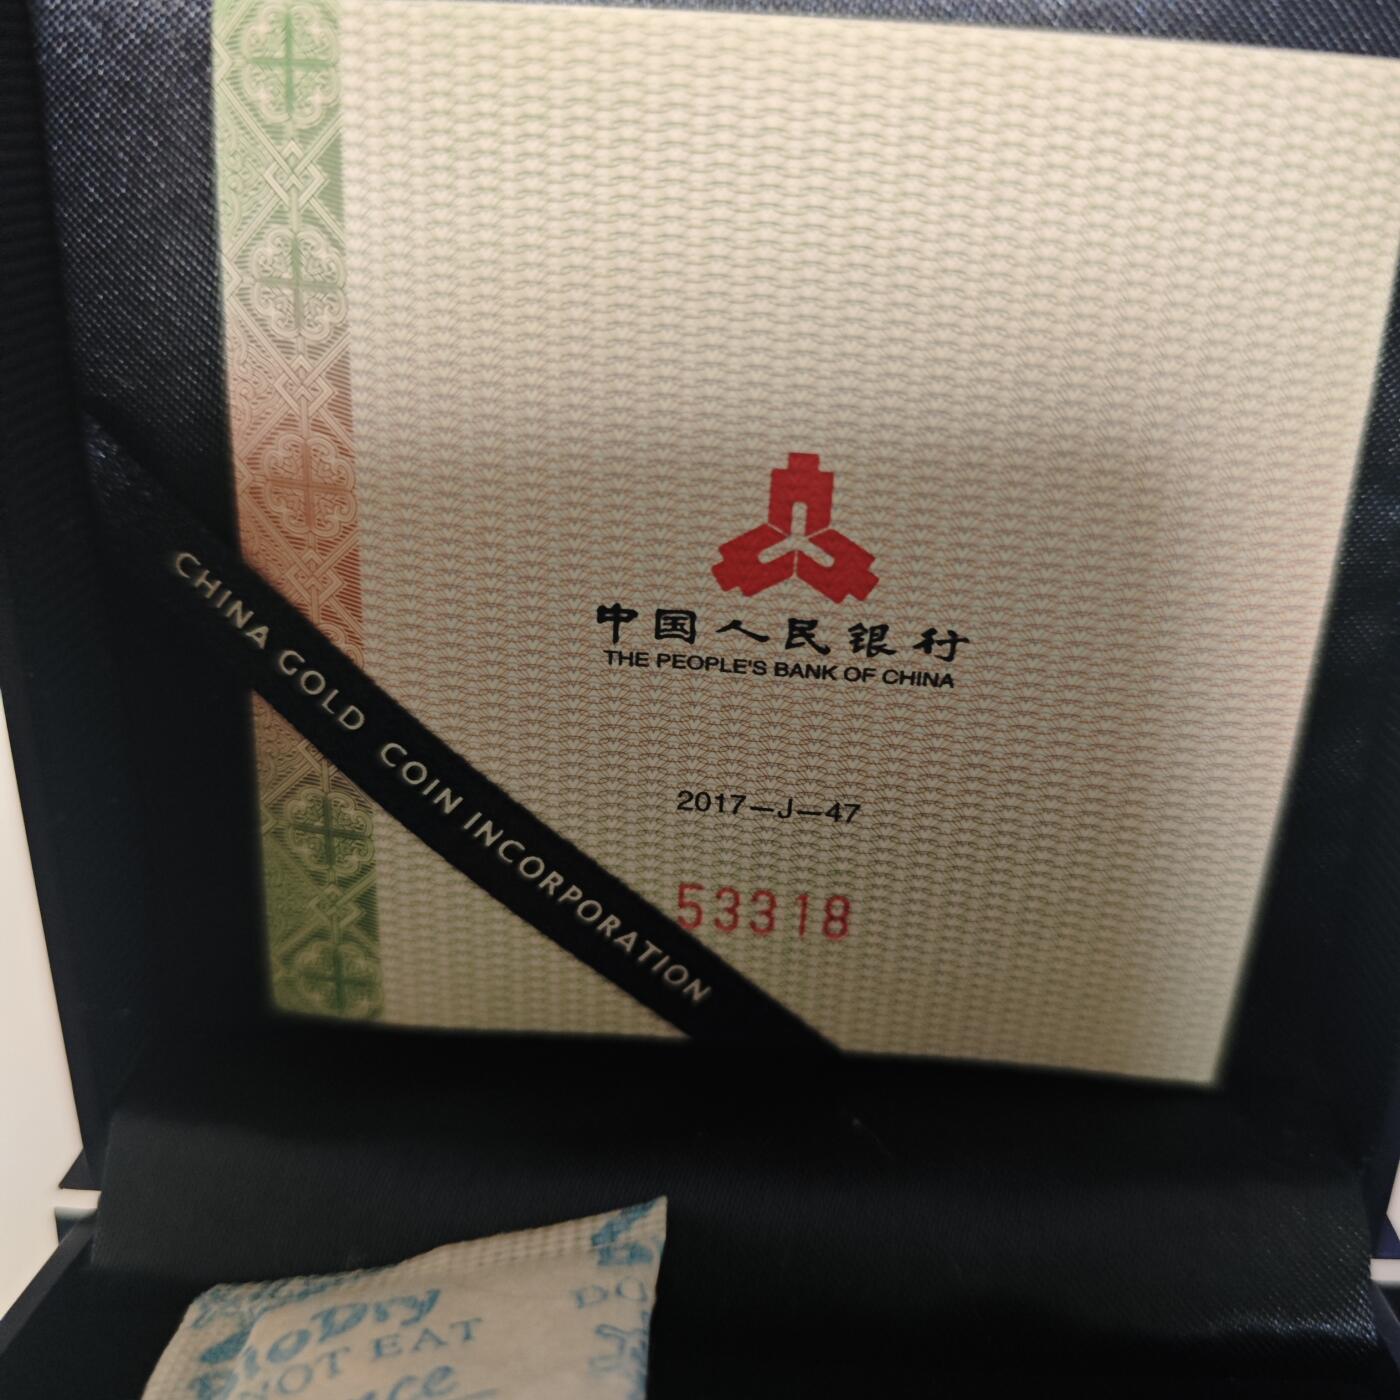 中国人民银行
THE PEOPLE'S BANK OF CHINA
2017—J—47
53318
CHINA GOLD COIN INCORPORATION
DO
NOT EAT